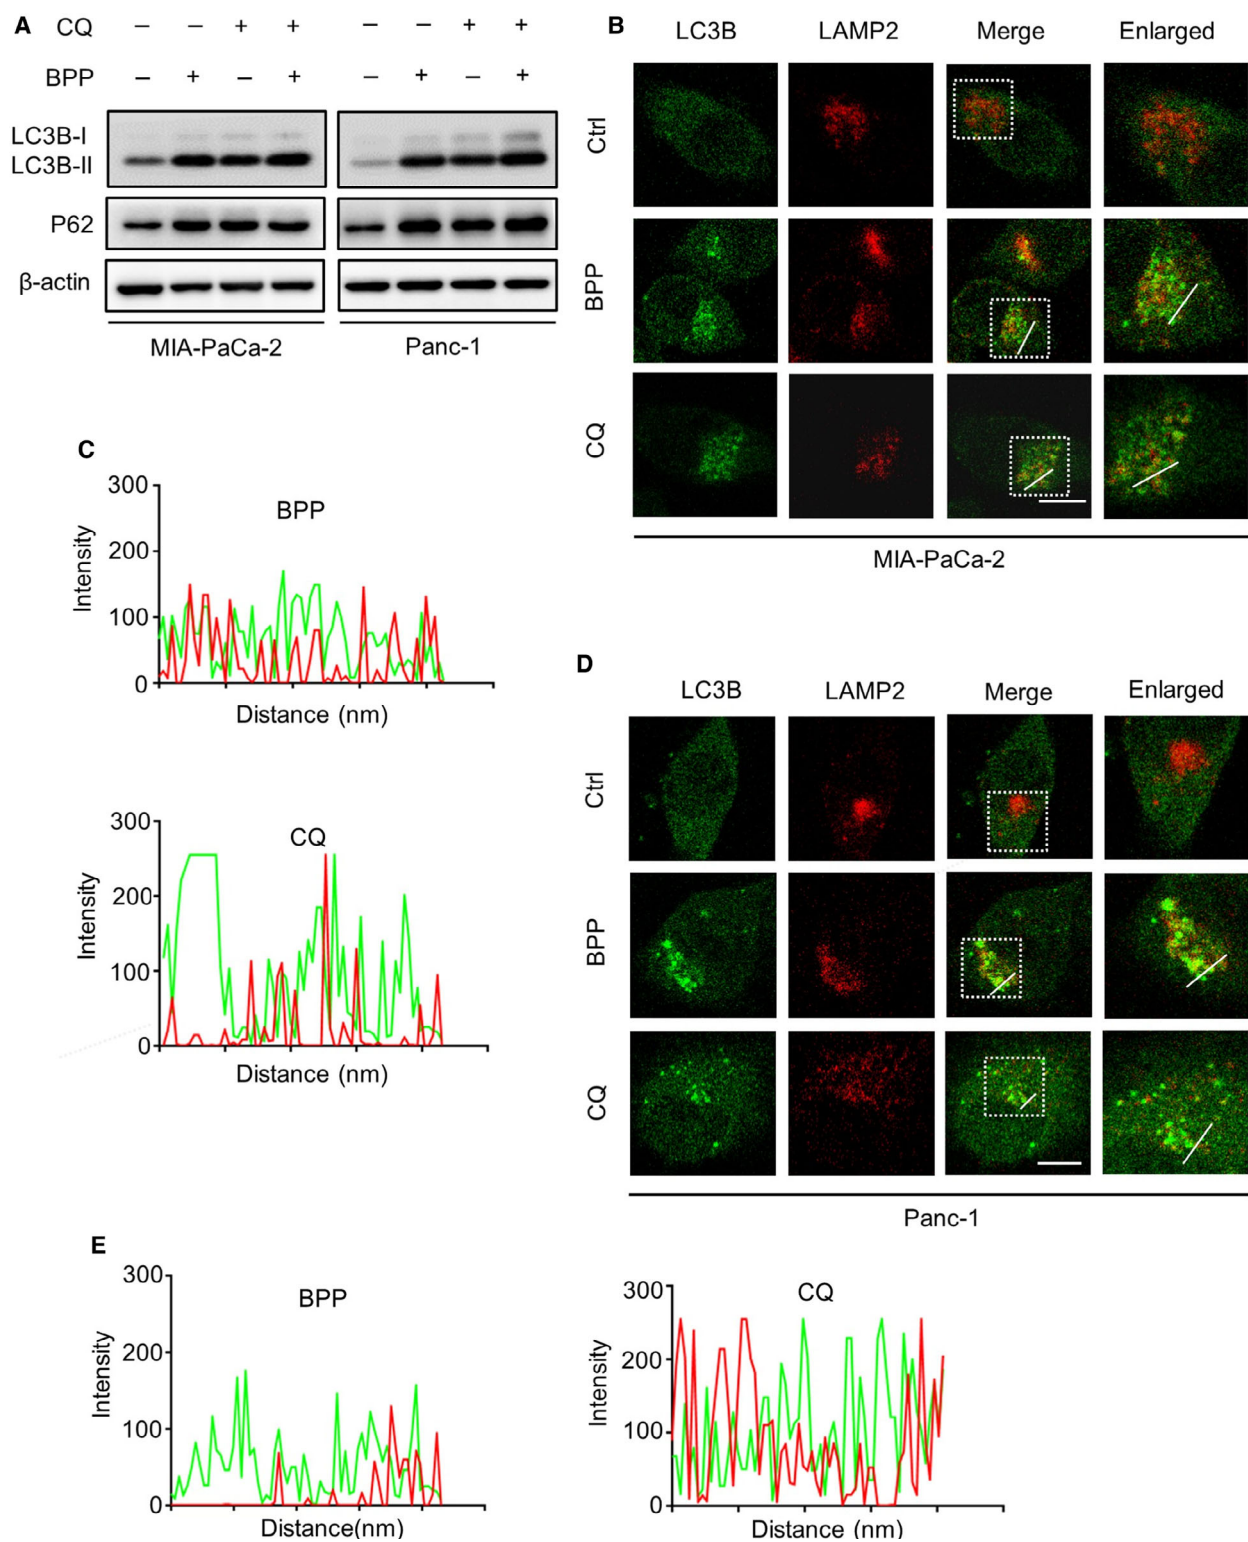 A
CQ – – + + – – + +
BPP – + – + – + – +
LC3B-I
LC3B-II
P62
β-actin
MIA-PaCa-2 Panc-1
B
LC3B LAMP2 Merge Enlarged
Ctrl
BPP
CQ
MIA-PaCa-2
C
BPP
300
200
100
0
Intensity
Distance (nm)
CQ
300
200
100
0
Intensity
Distance (nm)
D
LC3B LAMP2 Merge Enlarged
Ctrl
BPP
CQ
Panc-1
E
BPP
300
200
100
0
Intensity
Distance(nm)
CQ
300
200
100
0
Intensity
Distance (nm)